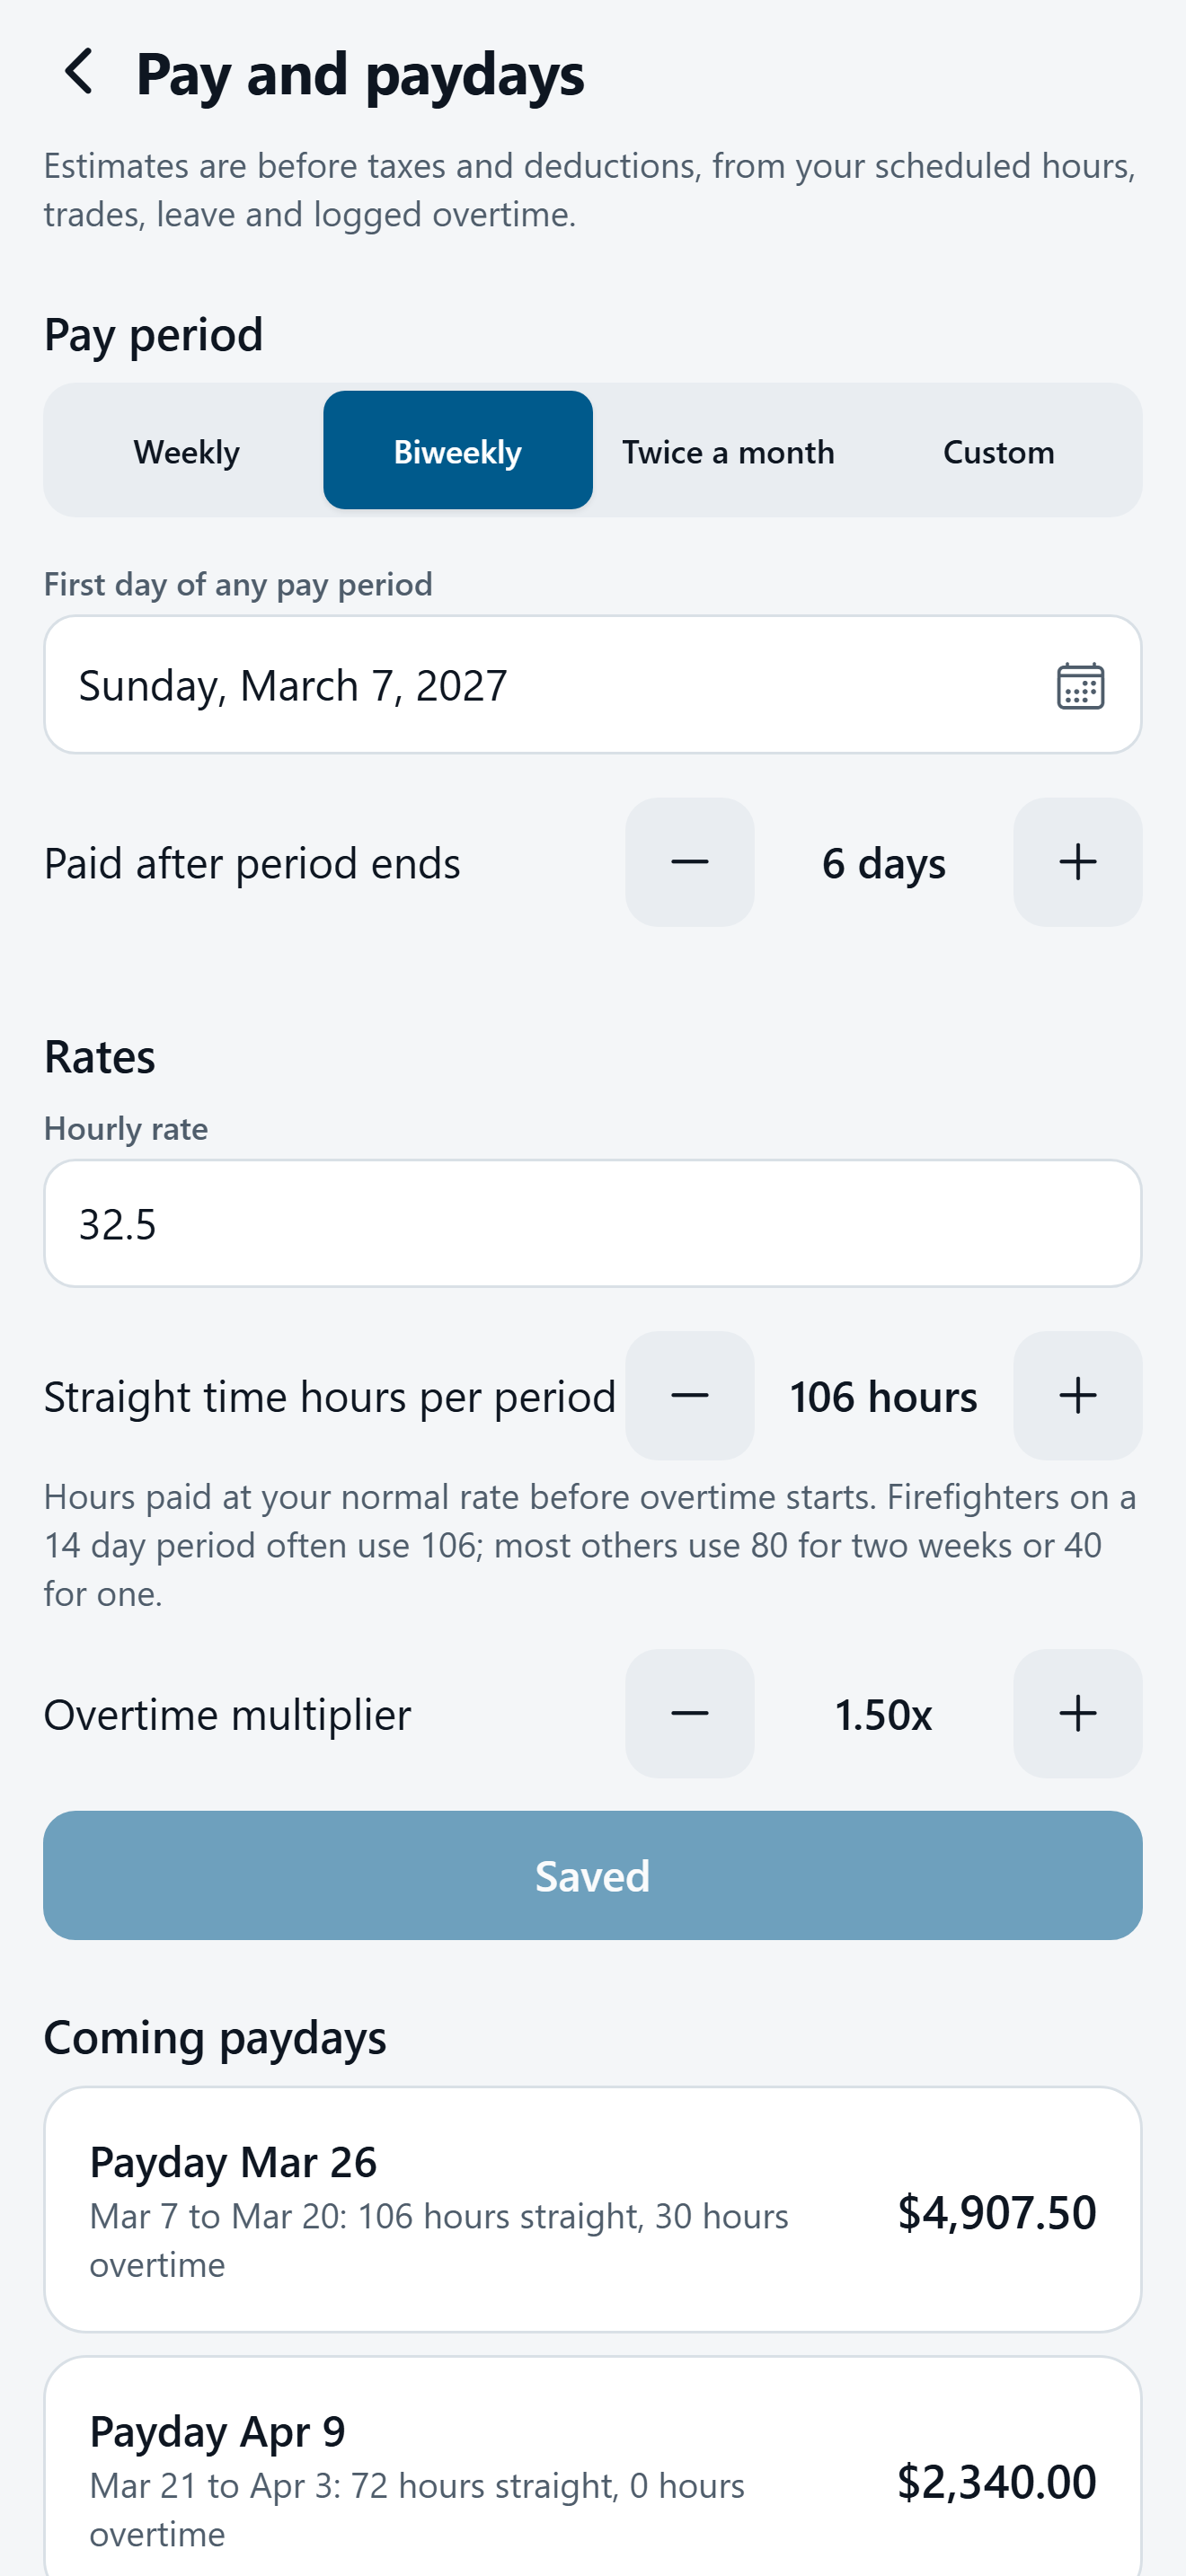 Pay and paydays
Estimates are before taxes and deductions, from your scheduled hours,
trades, leave and logged overtime.
Pay period
Weekly
Biweekly
Twice a month
Custom
First day of any pay period
Sunday, March 7, 2027
Paid after period ends
6 days
Rates
Hourly rate
32.5
Straight time hours per period
106 hours
Hours paid at your normal rate before overtime starts. Firefighters on a
14 day period often use 106; most others use 80 for two weeks or 40
for one.
Overtime multiplier
1.50x
Saved
Coming paydays
Payday Mar 26
Mar 7 to Mar 20: 106 hours straight, 30 hours
overtime
$4,907.50
Payday Apr 9
Mar 21 to Apr 3: 72 hours straight, 0 hours
overtime
$2,340.00